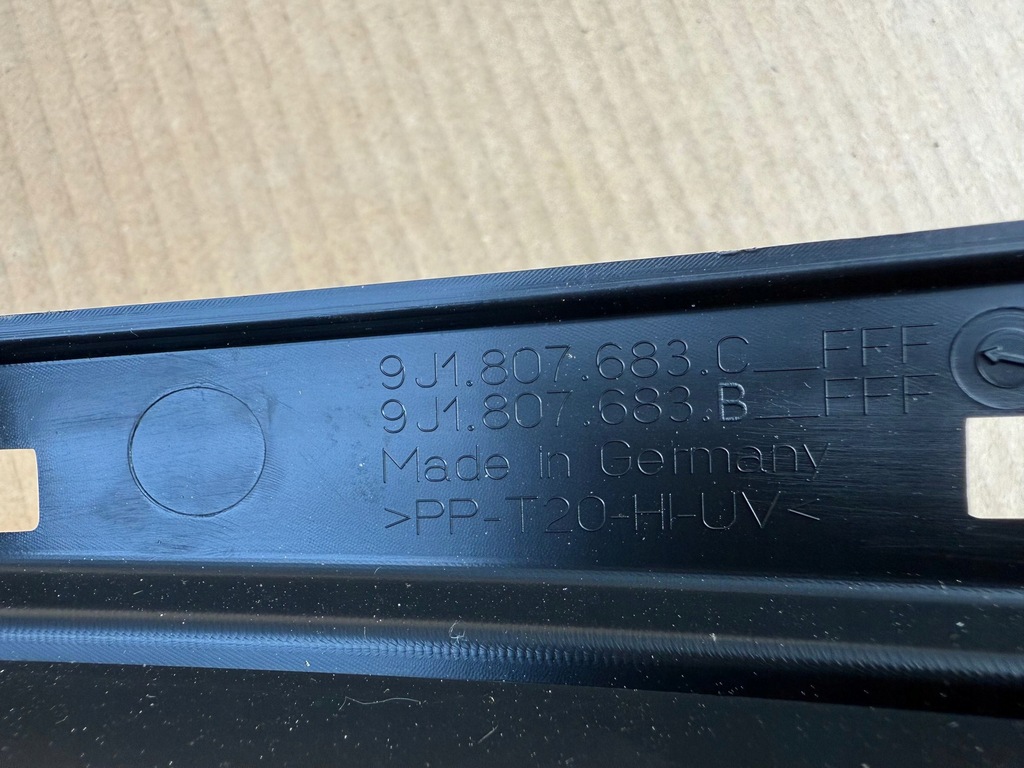 9J1.807.683.C__FFF
9J1.807.683.B__FFF
Made in Germany
>PP-T20-HI-UV<